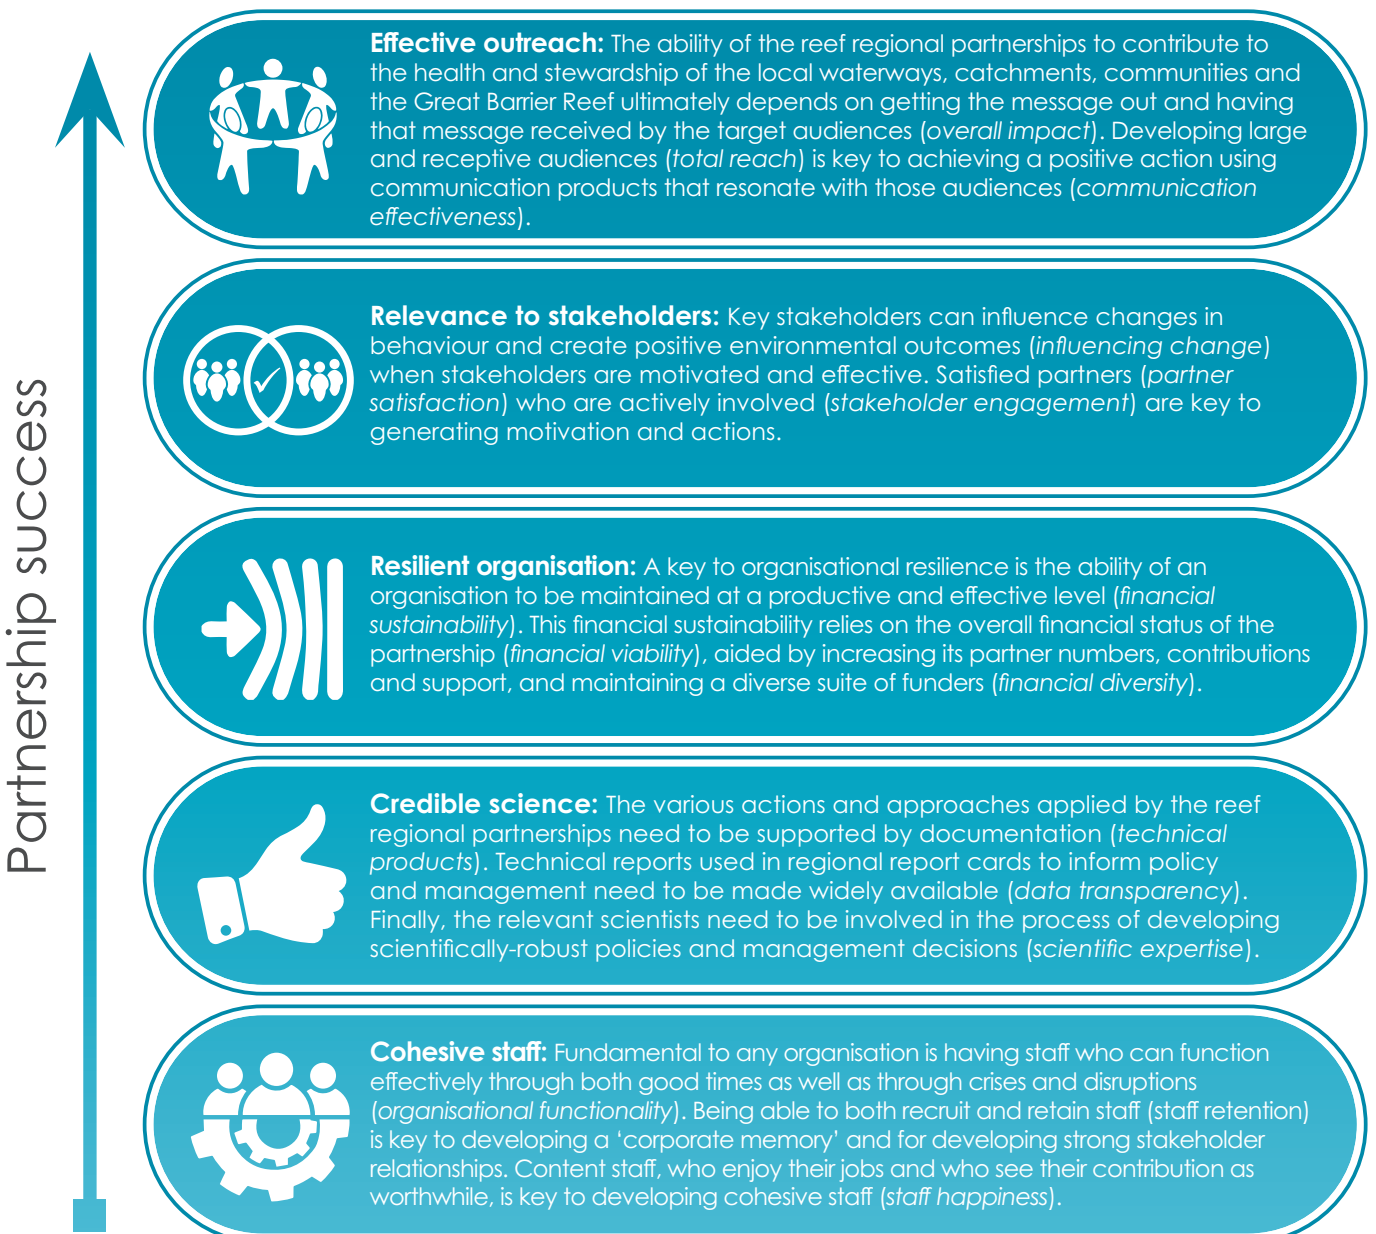 Partnership success
Effective outreach: The ability of the reef regional partnerships to contribute to
the health and stewardship of the local waterways, catchments, communities and
the Great Barrier Reef ultimately depends on getting the message out and having
that message received by the target audiences (overall impact). Developing large
and receptive audiences (total reach) is key to achieving a positive action using
communication products that resonate with those audiences (communication
effectiveness).
Relevance to stakeholders: Key stakeholders can influence changes in
behaviour and create positive environmental outcomes (influencing change)
when stakeholders are motivated and effective. Satisfied partners (partner
satisfaction) who are actively involved (stakeholder engagement) are key to
generating motivation and actions.
Resilient organisation: A key to organisational resilience is the ability of an
organisation to be maintained at a productive and effective level (financial
sustainability). This financial sustainability relies on the overall financial status of the
partnership (financial viability), aided by increasing its partner numbers, contributions
and support, and maintaining a diverse suite of funders (financial diversity).
Credible science: The various actions and approaches applied by the reef
regional partnerships need to be supported by documentation (technical
products). Technical reports used in regional report cards to inform policy
and management need to be made widely available (data transparency).
Finally, the relevant scientists need to be involved in the process of developing
scientifically-robust policies and management decisions (scientific expertise).
Cohesive staff: Fundamental to any organisation is having staff who can function
effectively through both good times as well as through crises and disruptions
(organisational functionality). Being able to both recruit and retain staff (staff retention)
is key to developing a ‘corporate memory’ and for developing strong stakeholder
relationships. Content staff, who enjoy their jobs and who see their contribution as
worthwhile, is key to developing cohesive staff (staff happiness).